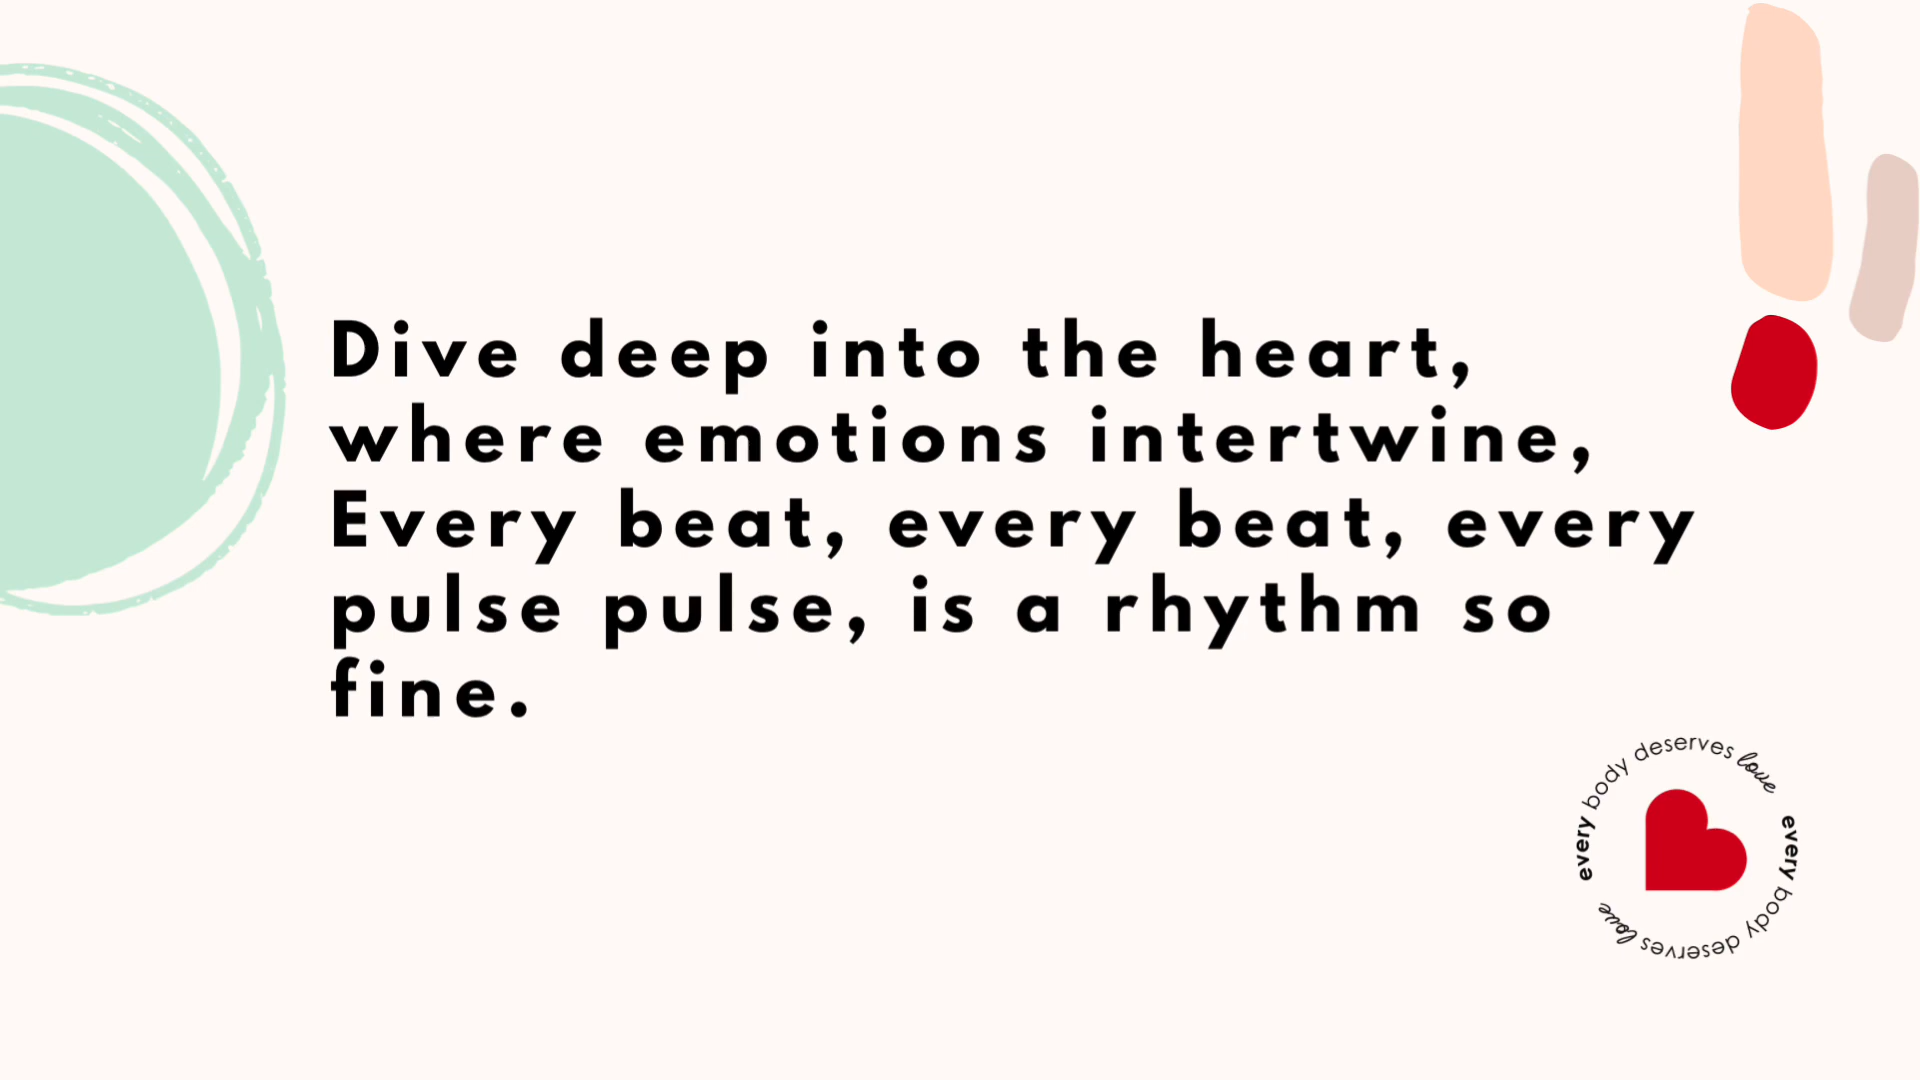 Dive deep into the heart,
where emotions intertwine,
Every beat, every beat, every
pulse pulse, is a rhythm so
fine.
every body deserves love
every body deserves love